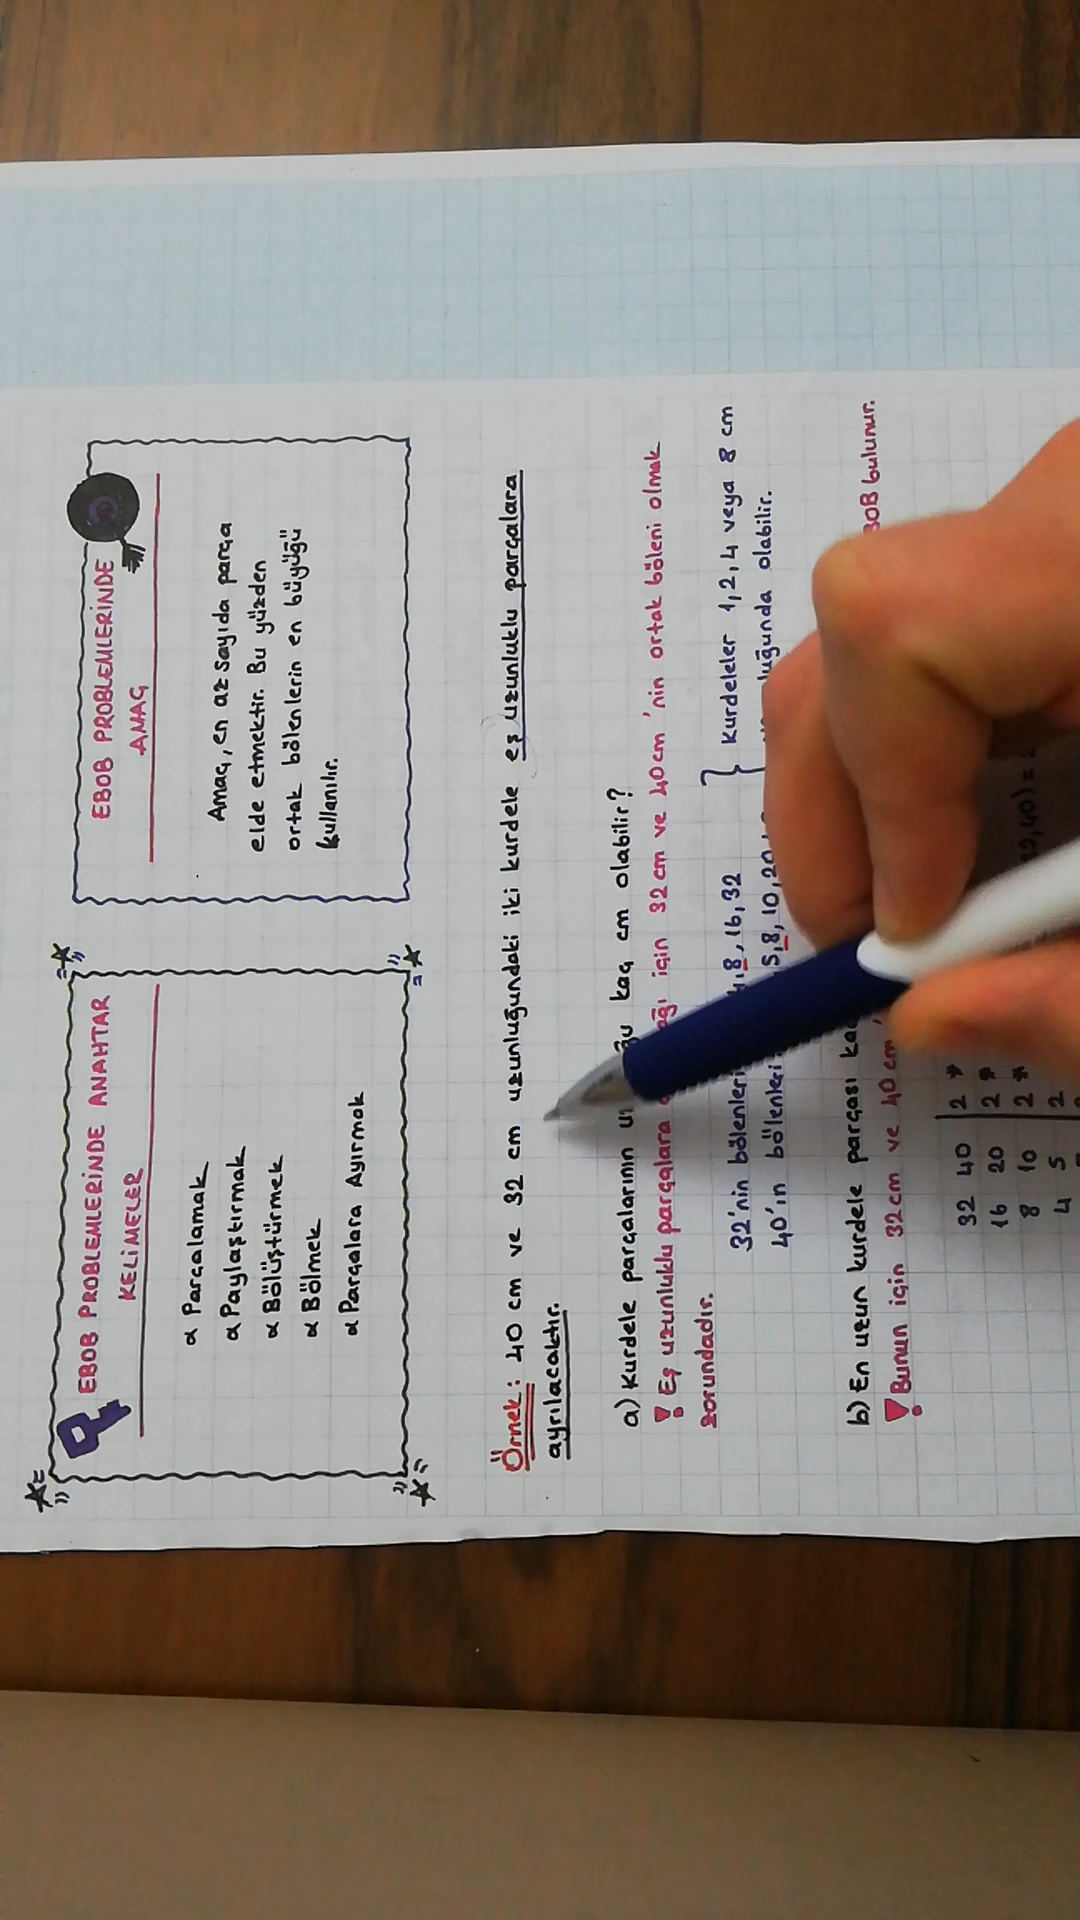 EBOB PROBLEMLERİNDE ANAHTAR
KELİMELER
α Parçalamak
α Paylaştırmak
α Bölüştürmek
α Bölmek
α Parçalara Ayırmak
EBOB PROBLEMLERİNDE
AMAÇ
Amaç, en az sayıda parça
elde etmektir. Bu yüzden
ortak bölenlerin en büyüğü
kullanılır.
Örnek: 40 cm ve 32 cm uzunluğundaki iki kurdele eş uzunluklu parçalara
ayrılacaktır.
a) Kurdele parçalarının kaç cm olabilir?
! Eş uzunluklu parçalara için 32 cm ve 40 cm 'nin ortak böleni olmak
zorundadır.
32'nin bölenleri 8, 16, 32 } Kurdeleler 1, 2, 4 veya 8 cm
40'ın bölenleri 5, 8, 10, 20 olabilir.
b) En uzun kurdele parçası
! Bunun için 32 cm ve 40 cm bulunur.
32 40 | 2 *
16 20 | 2 *
8 10 | 2 *
4 5 | 2